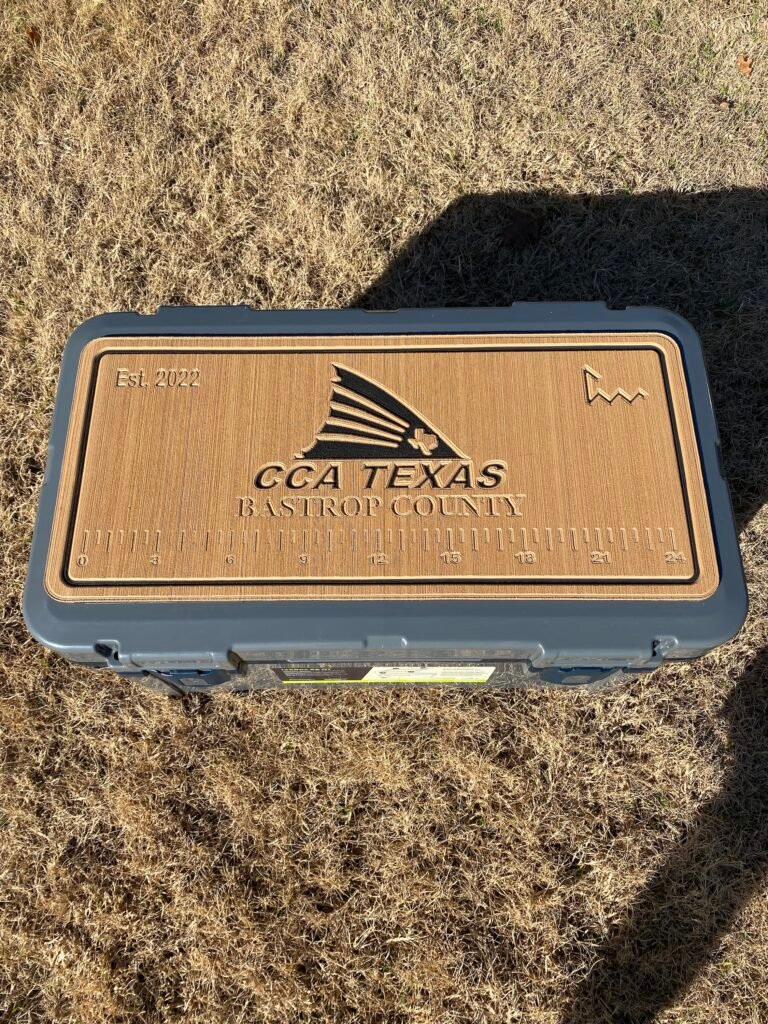 Est. 2022
CCA TEXAS
BASTROP COUNTY
0 3 6 9 12 15 18 21 24